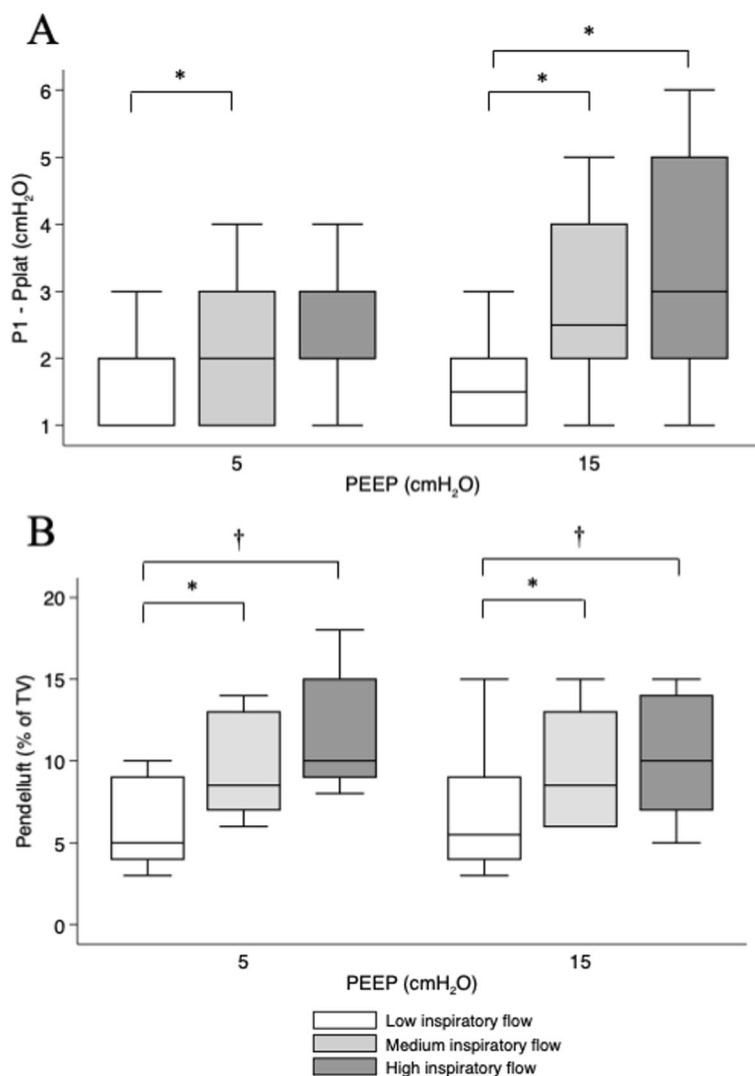 A
*
*
*
6
5
4
3
2
1
P1 - Pplat (cmH₂O)
5
15
PEEP (cmH₂O)
B
†
†
*
*
20
15
10
5
0
Pendelluft (% of TV)
5
15
PEEP (cmH₂O)
Low inspiratory flow
Medium inspiratory flow
High inspiratory flow